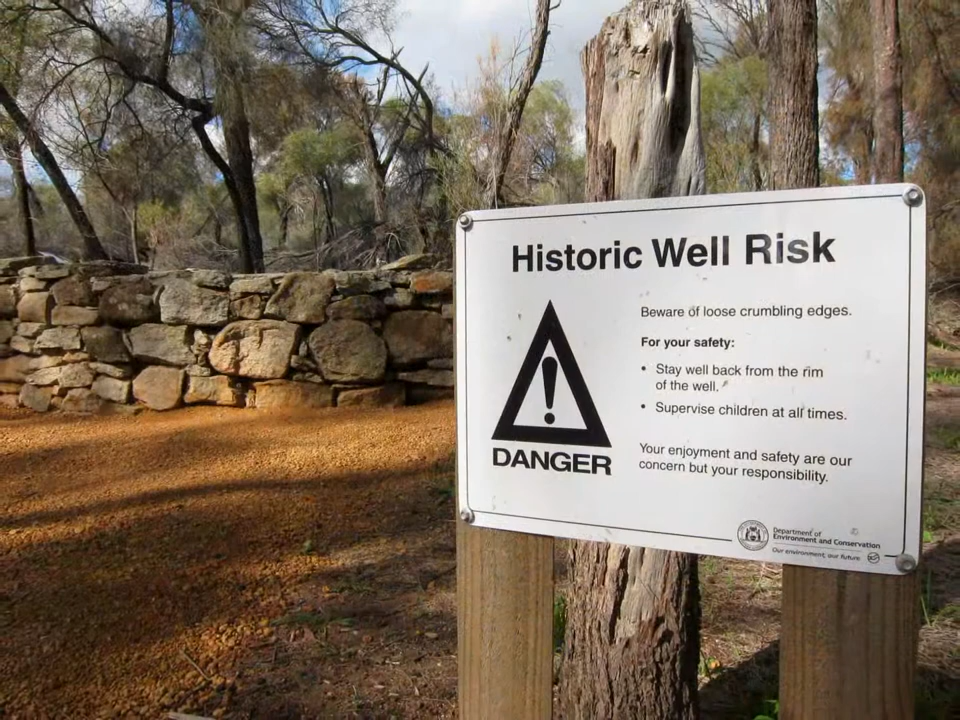 Historic Well Risk
Beware of loose crumbling edges.
For your safety:
• Stay well back from the rim
of the well.
• Supervise children at all times.
DANGER
Your enjoyment and safety are our
concern but your responsibility.
Department of
Environment and Conservation
Our environment, our future